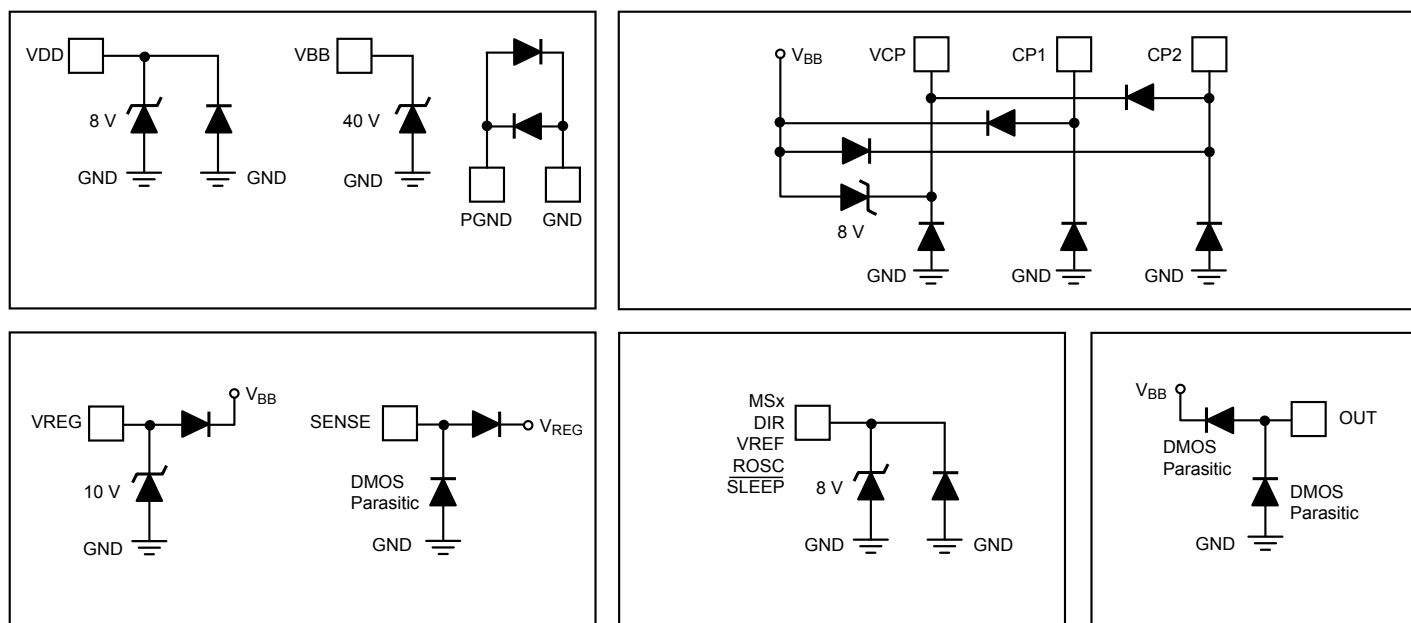 VDD
8 V
GND
GND
VBB
40 V
GND
PGND
GND
VBB
VCP
CP1
CP2
8 V
GND
GND
GND
VREG
VBB
10 V
GND
SENSE
VREG
DMOS
Parasitic
GND
MSx
DIR
VREF
ROSC
SLEEP
8 V
GND
GND
VBB
OUT
DMOS
Parasitic
DMOS
Parasitic
GND